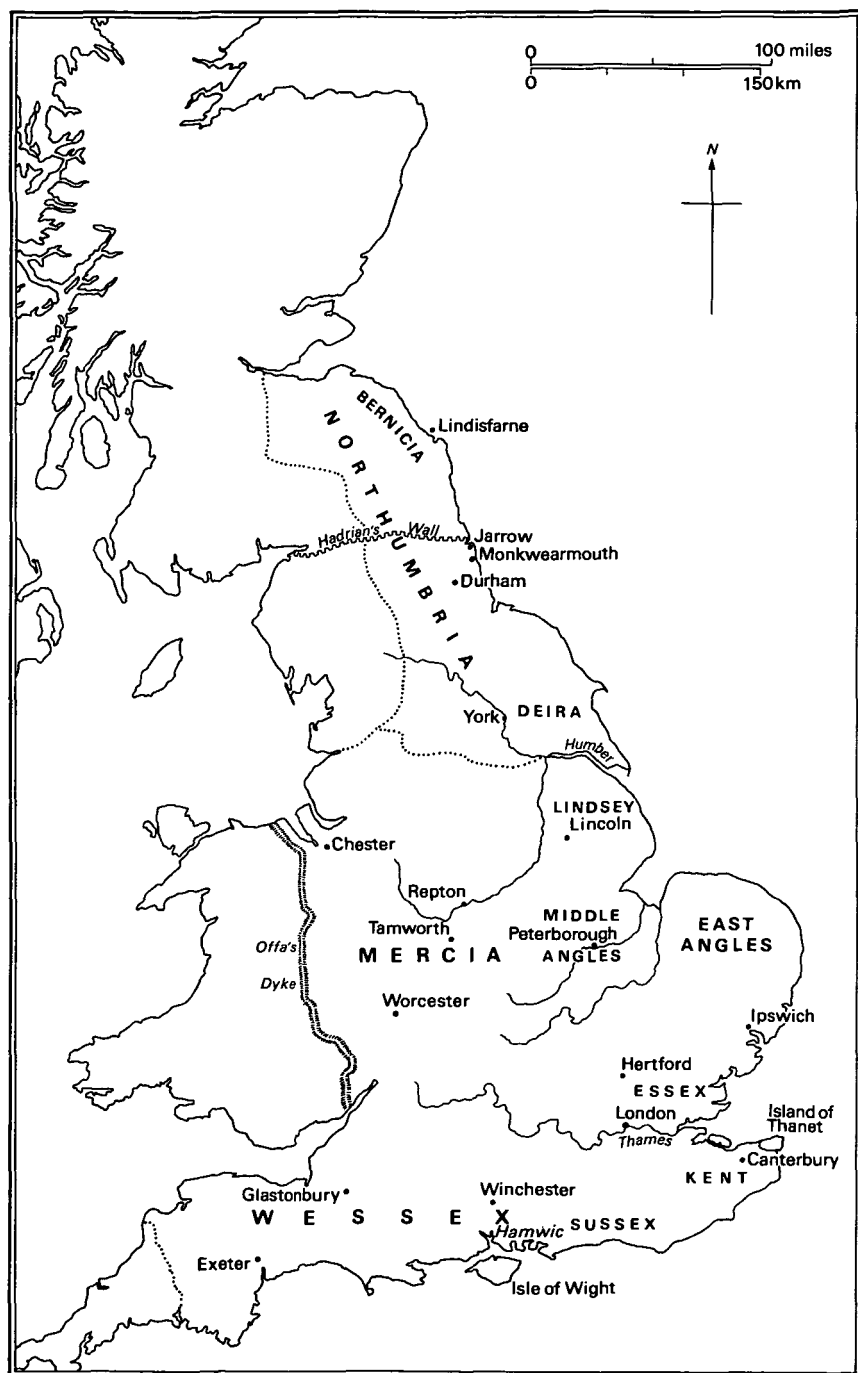 0 100 miles
0 150km
N
BERNICIA
Lindisfarne
NORTHUMBRIA
Hadrian's Wall
Jarrow
Monkwearmouth
Durham
York
DEIRA
Humber
LINDSEY
Lincoln
Chester
Repton
Tamworth
MIDDLE
Peterborough
ANGLES
EAST
ANGLES
MERCIA
Offa's
Dyke
Worcester
Ipswich
Hertford
ESSEX
London
Thames
Island of
Thanet
Canterbury
KENT
Glastonbury
Winchester
WESSEX
Hamwic
SUSSEX
Exeter
Isle of Wight